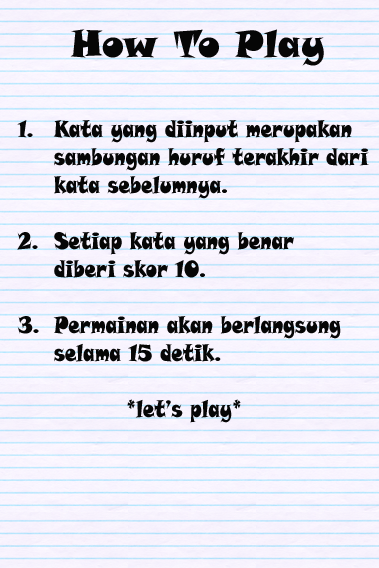 How To Play
1. Kata yang diinput merupakan
sambungan huruf terakhir dari
kata sebelumnya.
2. Setiap kata yang benar
diberi skor 10.
3. Permainan akan berlangsung
selama 15 detik.
*let's play*